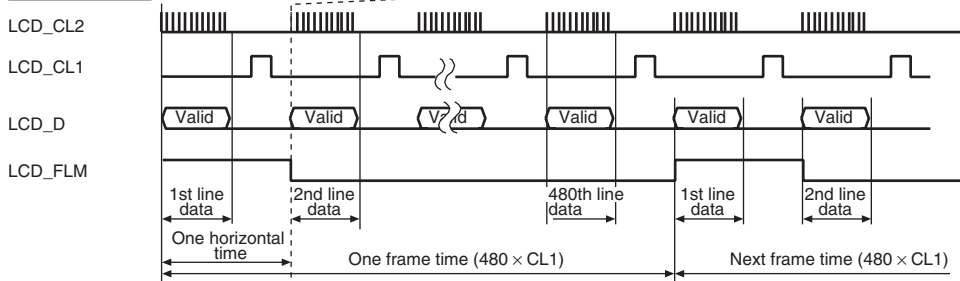 LCD_CL2
LCD_CL1
LCD_D
Valid Valid Valid Valid Valid Valid
LCD_FLM
1st line data
2nd line data
480th line data
1st line data
2nd line data
One horizontal time
One frame time (480 × CL1)
Next frame time (480 × CL1)